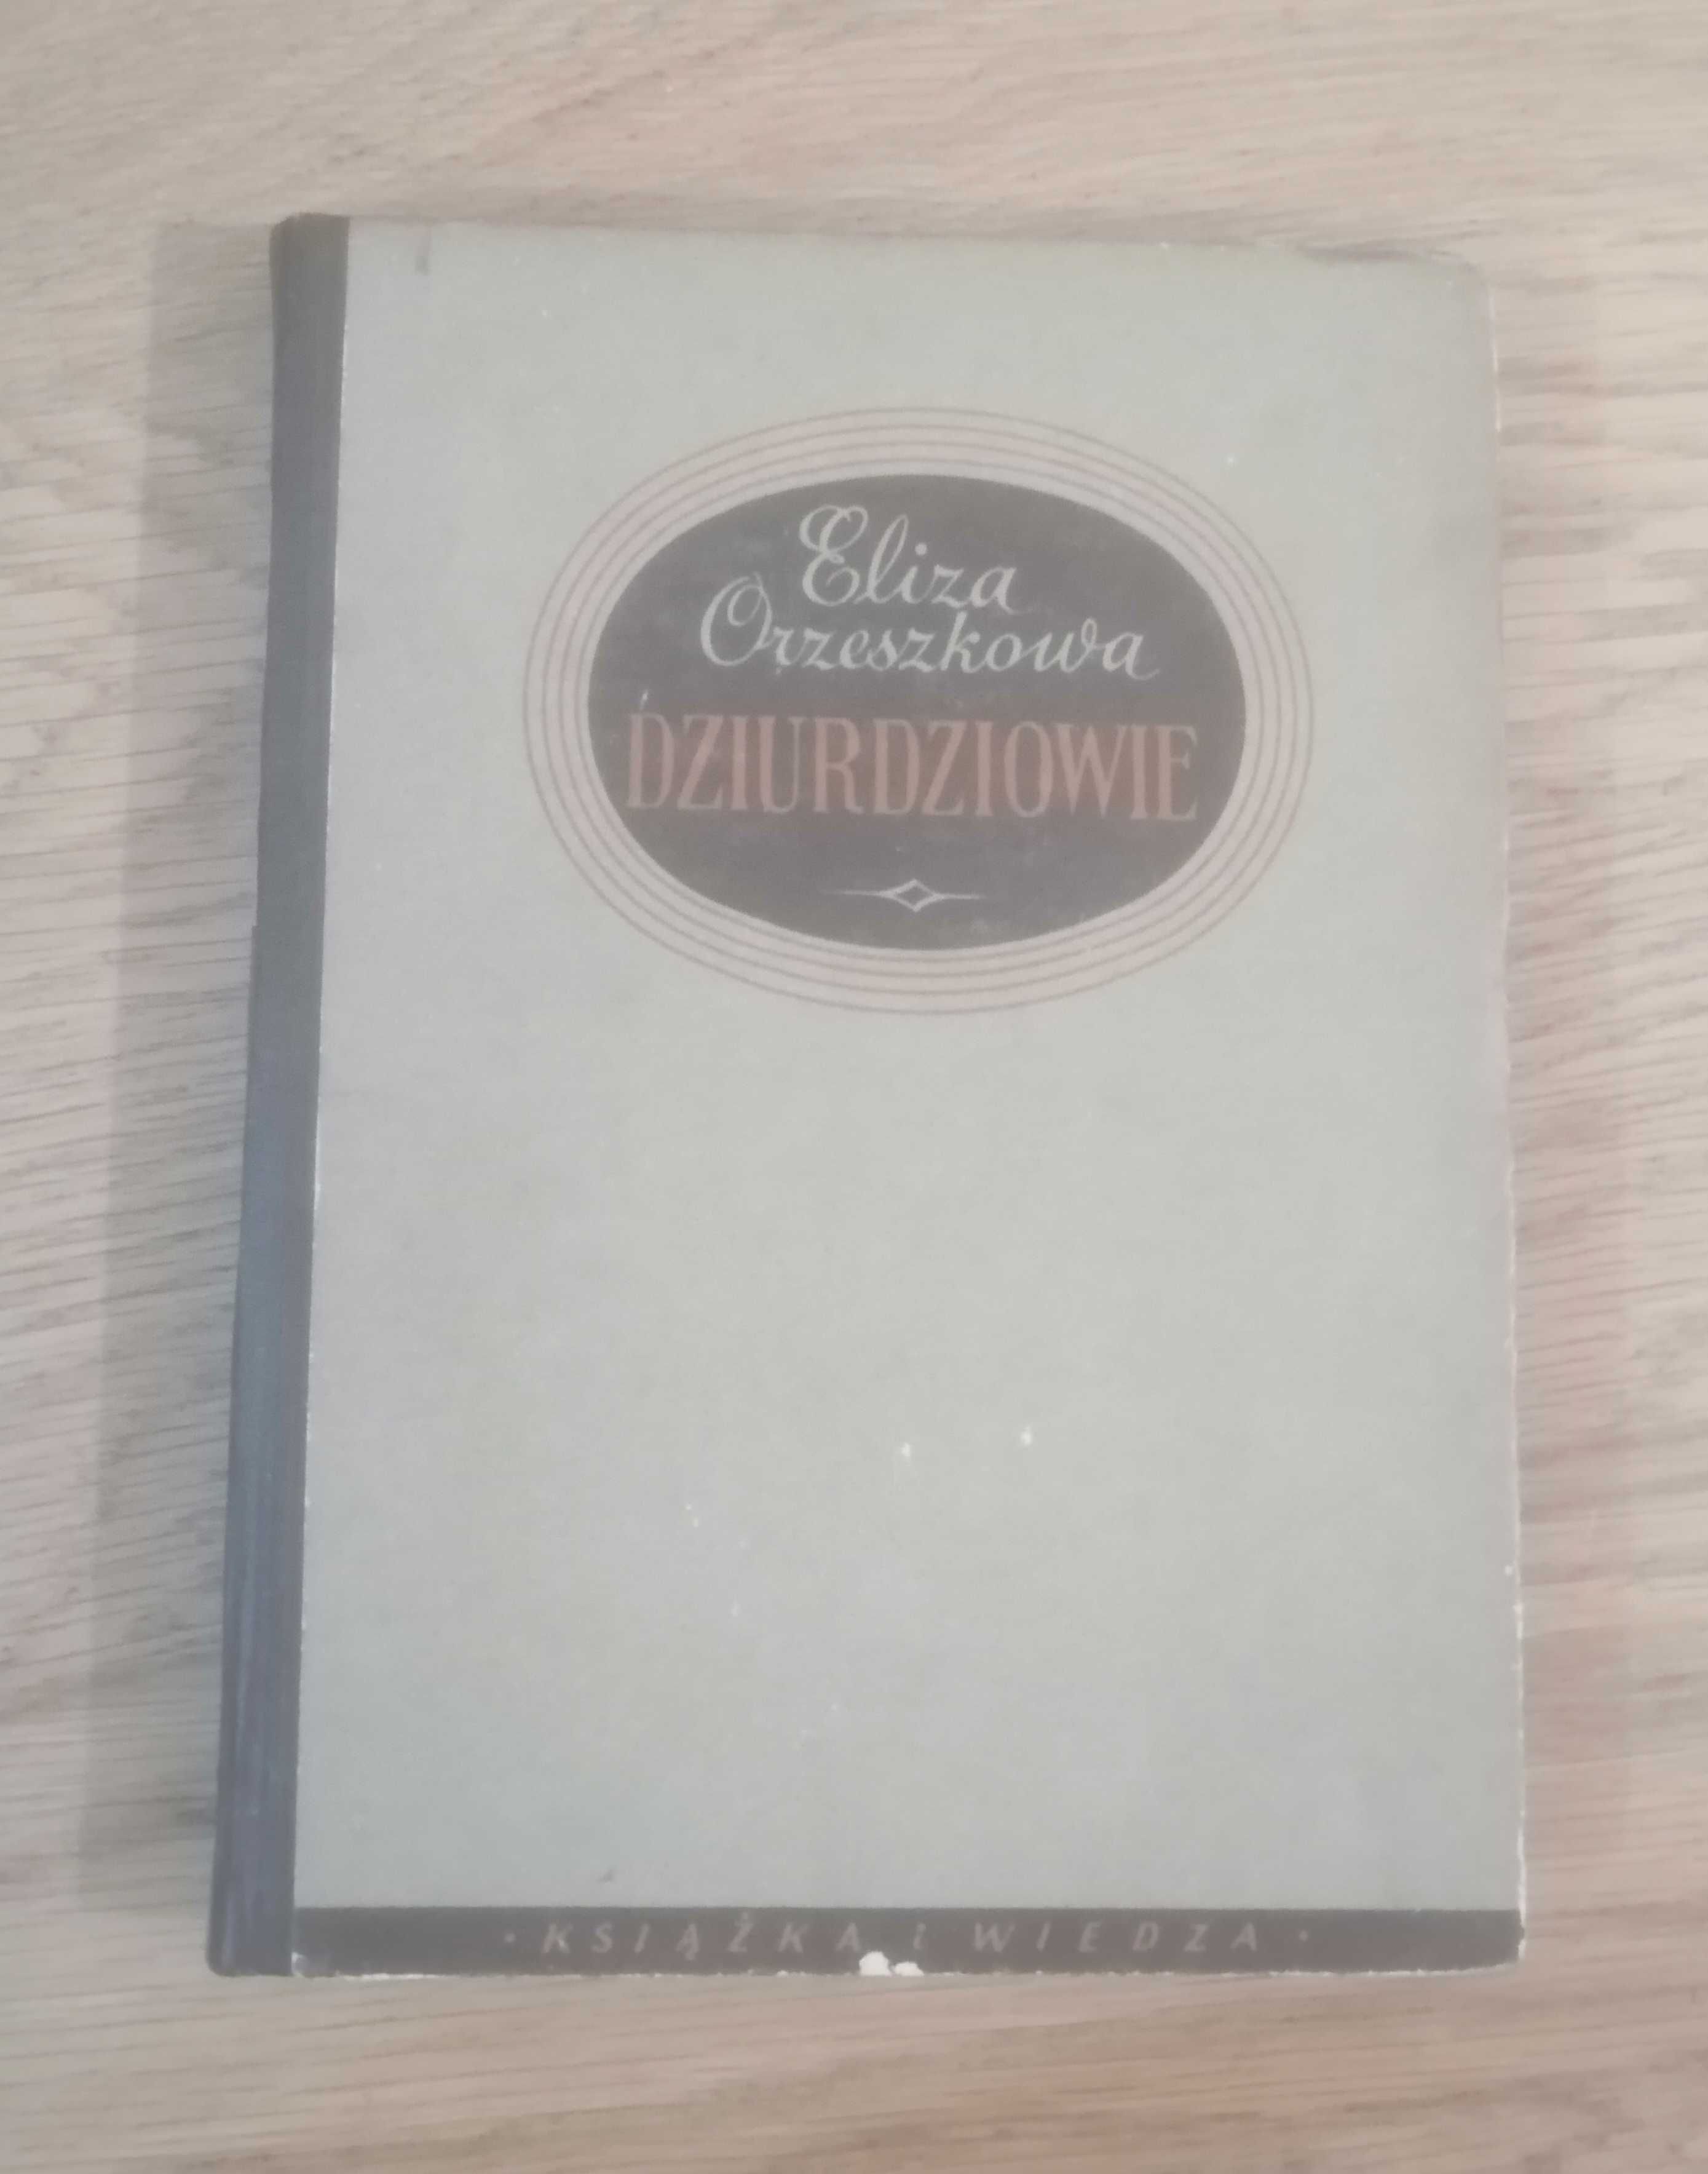 Eliza
Orzeszkowa
DZIURDZIOWIE
· KSIĄŻKA i WIEDZA ·